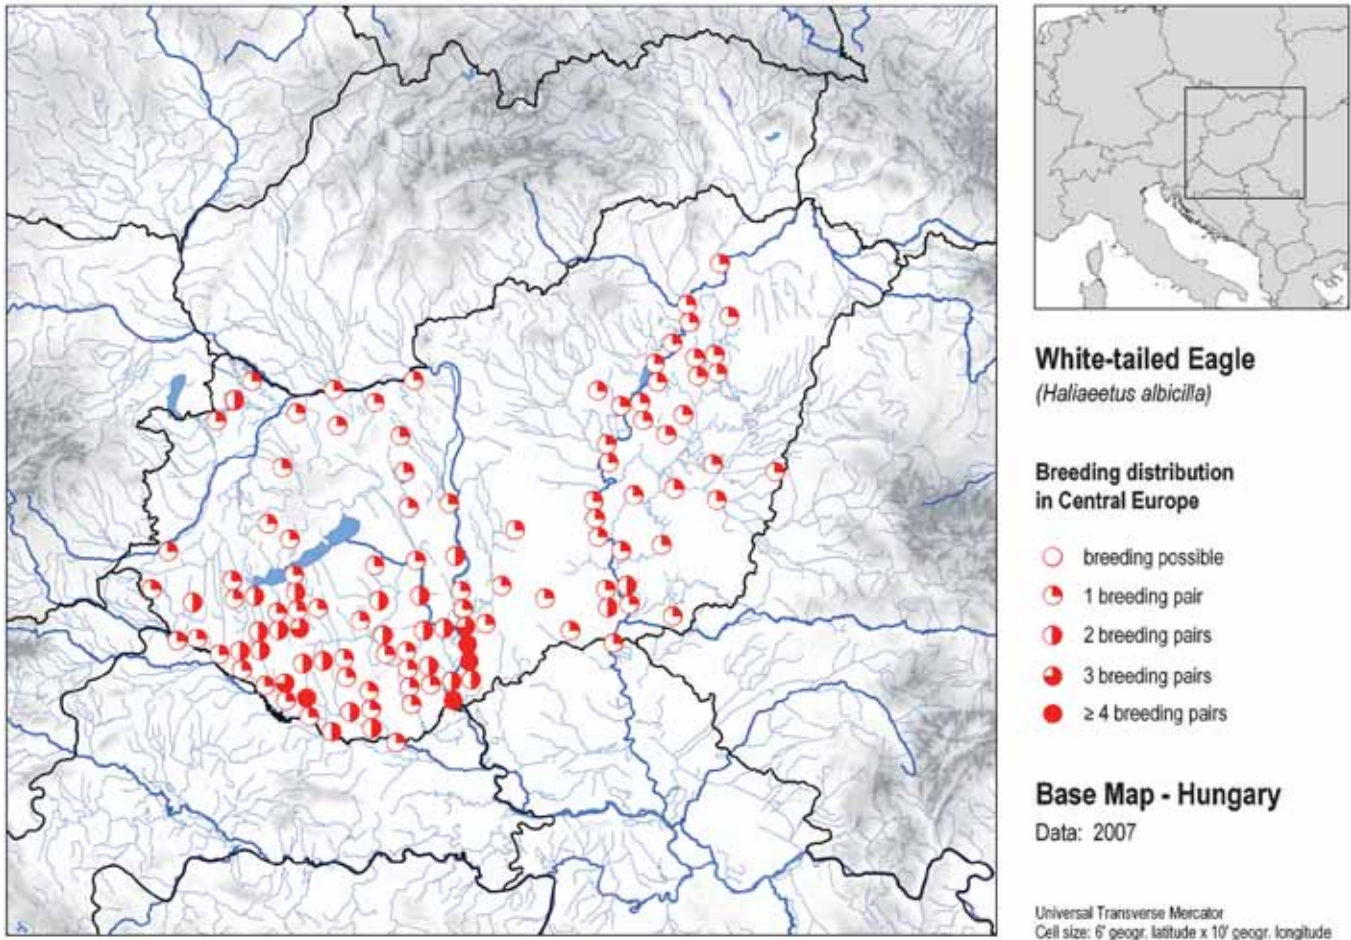 White-tailed Eagle
(Haliaeetus albicilla)
Breeding distribution
in Central Europe
breeding possible
1 breeding pair
2 breeding pairs
3 breeding pairs
≥ 4 breeding pairs
Base Map - Hungary
Data: 2007
Universal Transverse Mercator
Cell size: 6' geogr. latitude x 10' geogr. longitude